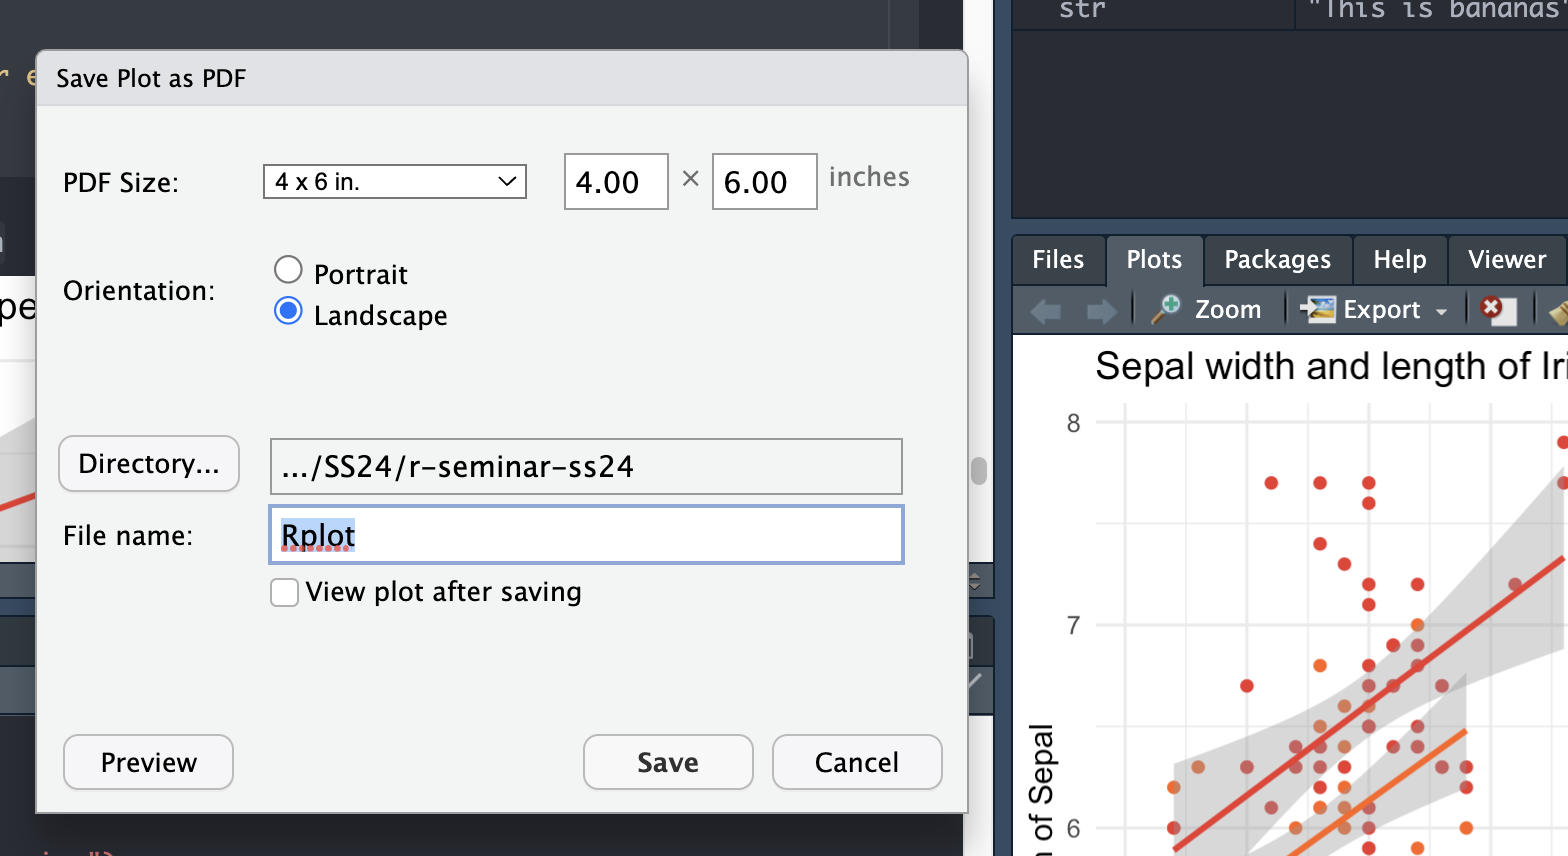 str "This is bananas"
r e
Save Plot as PDF
PDF Size: 4 x 6 in. 4.00 × 6.00 inches
Orientation: Portrait
Landscape
Directory... .../SS24/r-seminar-ss24
File name: Rplot
View plot after saving
Preview Save Cancel
pe
Files Plots Packages Help Viewer
Zoom Export
Sepal width and length of Iri
8
7
6
of Sepal